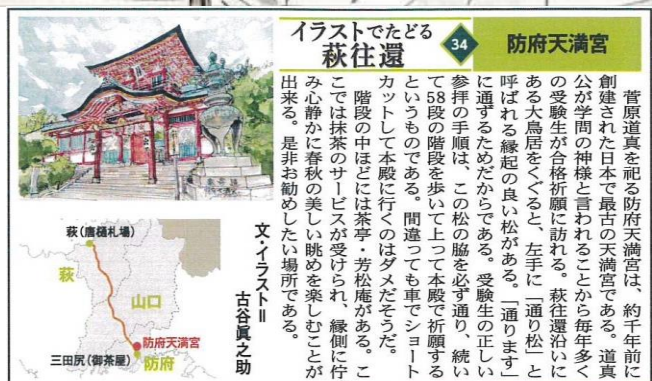 イラストでたどる
萩往還
34
防府天満宮
菅原道真を祀る防府天満宮は、約千年前に
創建された日本で最古の天満宮である。道真
公が学問の神様と言われることから毎年多く
の受験生が合格祈願に訪れる。萩往還沿いに
ある大鳥居をくぐると、左手に「通り松」と
呼ばれる縁起の良い松がある。「通ります」
に通ずるためだからである。受験生の正しい
参拝の手順は、この松の脇を必ず通り、続い
て58段の階段を歩いて上って本殿で祈願する
というものである。間違っても車でショート
カットして本殿に行くのはダメだそうだ。
階段の中ほどには茶亭・芳松庵がある。こ
こでは抹茶のサービスが受けられ、縁側に佇
み心静かに春秋の美しい眺めを楽しむことが
出来る。是非お勧めしたい場所である。
文・イラスト=
古谷眞之助
萩(唐樋札場)
萩
山口
防府天満宮
三田尻(御茶屋)
防府